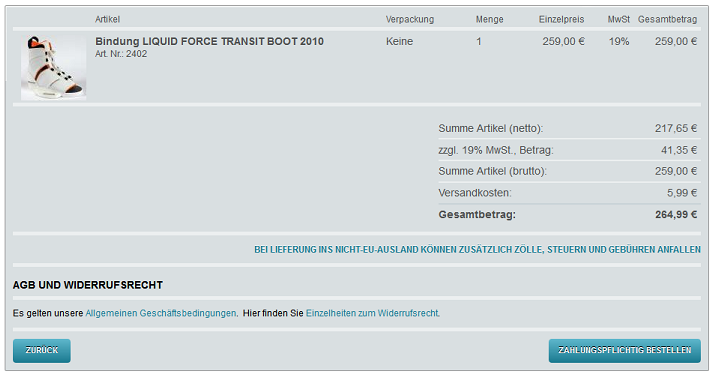 Artikel Verpackung Menge Einzelpreis MwSt Gesamtbetrag
Bindung LIQUID FORCE TRANSIT BOOT 2010 Keine 1 259,00 € 19% 259,00 €
Art. Nr.: 2402
Summe Artikel (netto): 217,65 €
zzgl. 19% MwSt., Betrag: 41,35 €
Summe Artikel (brutto): 259,00 €
Versandkosten: 5,99 €
Gesamtbetrag: 264,99 €
BEI LIEFERUNG INS NICHT-EU-AUSLAND KÖNNEN ZUSÄTZLICH ZÖLLE, STEUERN UND GEBÜHREN ANFALLEN
AGB UND WIDERRUFSRECHT
Es gelten unsere Allgemeinen Geschäftsbedingungen. Hier finden Sie Einzelheiten zum Widerrufsrecht.
ZURÜCK ZAHLUNGSPFLICHTIG BESTELLEN